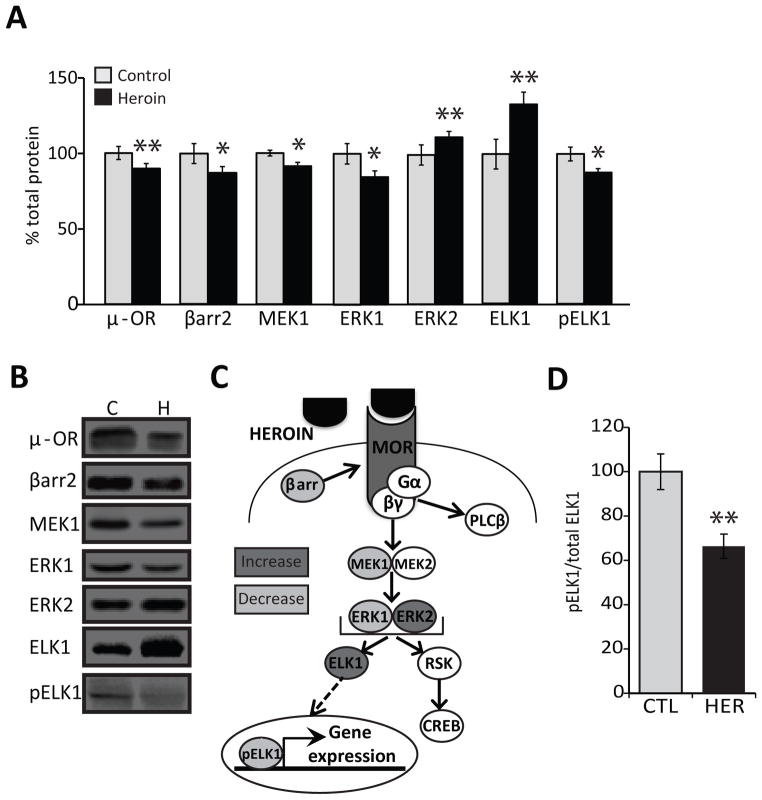 A
150
100
50
0
% total protein
Control
Heroin
** * * * ** ** *
μ-OR βarr2 MEK1 ERK1 ERK2 ELK1 pELK1
B
C H
μ-OR
βarr2
MEK1
ERK1
ERK2
ELK1
pELK1
C
HEROIN
MOR
βarr
Gα
βγ
PLCβ
Increase
Decrease
MEK1 MEK2
ERK1 ERK2
ELK1 RSK
CREB
pELK1
Gene
expression
D
120
100
80
60
40
20
0
pELK1/total ELK1
**
CTL HER